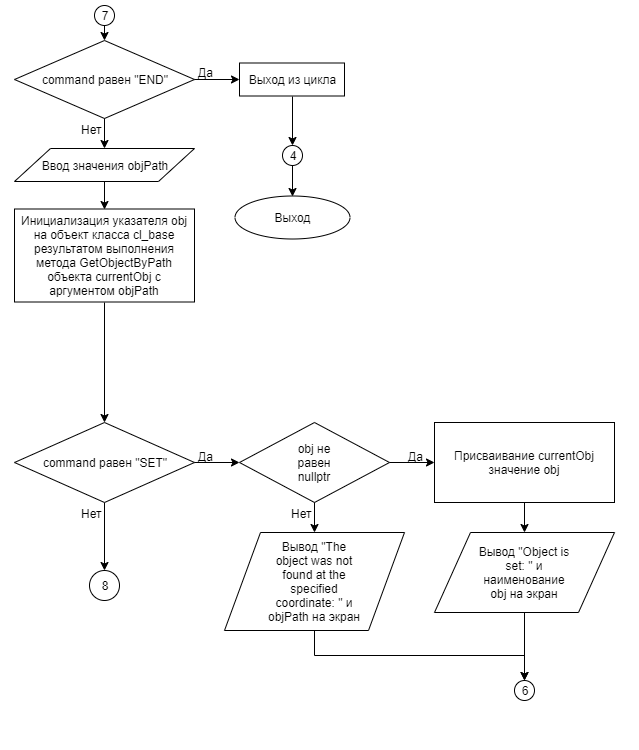 7
command равен "END"
Да
Выход из цикла
Нет
4
Ввод значения objPath
Выход
Инициализация указателя obj
на объект класса cl_base
результатом выполнения
метода GetObjectByPath
объекта currentObj с
аргументом objPath
command равен "SET"
Да
obj не
равен
nullptr
Да
Присваивание currentObj
значение obj
Нет
Нет
8
Вывод "The
object was not
found at the
specified
coordinate: " и
objPath на экран
Вывод "Object is
set: " и
наименование
obj на экран
6